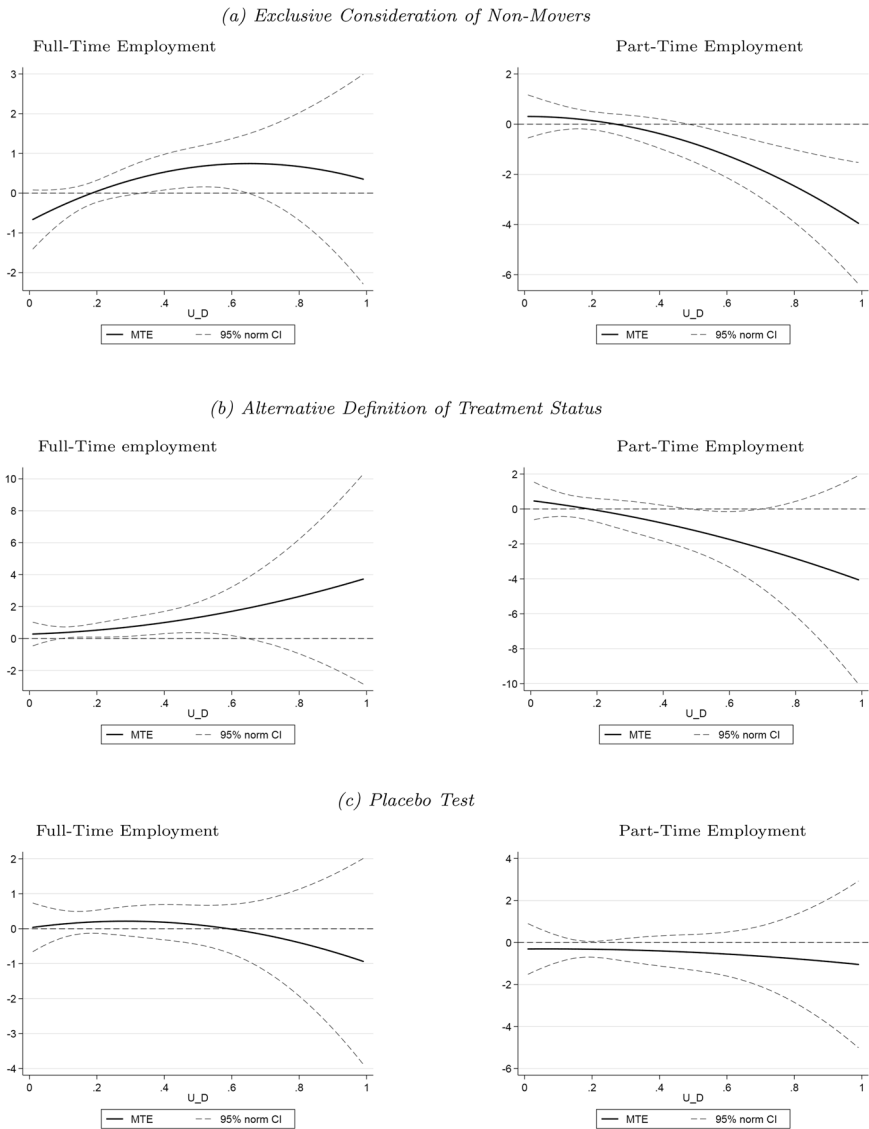 (a) Exclusive Consideration of Non-Movers
Full-Time Employment
3
2
1
0
-1
-2
0 .2 .4 .6 .8 1
U_D
MTE 95% norm CI
Part-Time Employment
2
0
-2
-4
-6
0 .2 .4 .6 .8 1
U_D
MTE 95% norm CI
(b) Alternative Definition of Treatment Status
Full-Time employment
10
8
6
4
2
0
-2
0 .2 .4 .6 .8 1
U_D
MTE 95% norm CI
Part-Time Employment
2
0
-2
-4
-6
-8
-10
0 .2 .4 .6 .8 1
U_D
MTE 95% norm CI
(c) Placebo Test
Full-Time Employment
2
1
0
-1
-2
-3
-4
0 .2 .4 .6 .8 1
U_D
MTE 95% norm CI
Part-Time Employment
4
2
0
-2
-4
-6
0 .2 .4 .6 .8 1
U_D
MTE 95% norm CI